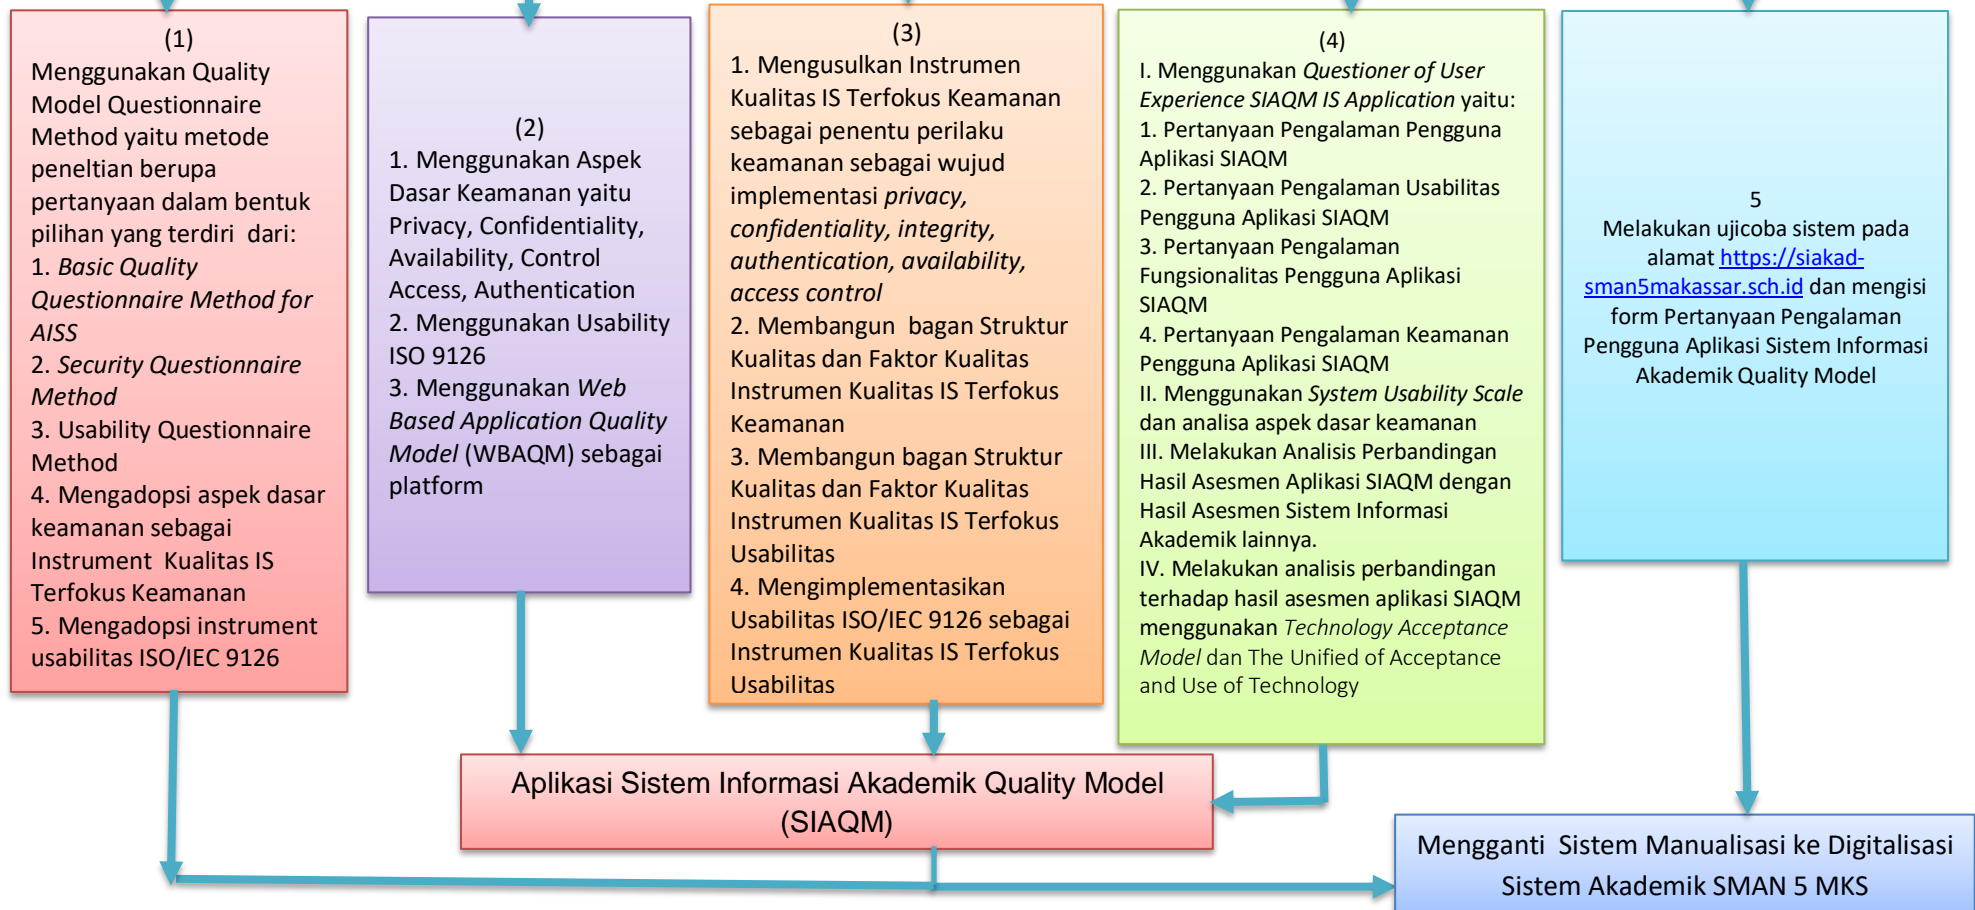 (1)
Menggunakan Quality
Model Questionnaire
Method yaitu metode
peneltian berupa
pertanyaan dalam bentuk
pilihan yang terdiri dari:
1. Basic Quality
Questionnaire Method for
AISS
2. Security Questionnaire
Method
3. Usability Questionnaire
Method
4. Mengadopsi aspek dasar
keamanan sebagai
Instrument Kualitas IS
Terfokus Keamanan
5. Mengadopsi instrument
usabilitas ISO/IEC 9126
(2)
1. Menggunakan Aspek
Dasar Keamanan yaitu
Privacy, Confidentiality,
Availability, Control
Access, Authentication
2. Menggunakan Usability
ISO 9126
3. Menggunakan Web
Based Application Quality
Model (WBAQM) sebagai
platform
(3)
1. Mengusulkan Instrumen
Kualitas IS Terfokus Keamanan
sebagai penentu perilaku
keamanan sebagai wujud
implementasi privacy,
confidentiality, integrity,
authentication, availability,
access control
2. Membangun bagan Struktur
Kualitas dan Faktor Kualitas
Instrumen Kualitas IS Terfokus
Keamanan
3. Membangun bagan Struktur
Kualitas dan Faktor Kualitas
Instrumen Kualitas IS Terfokus
Usabilitas
4. Mengimplementasikan
Usabilitas ISO/IEC 9126 sebagai
Instrumen Kualitas IS Terfokus
Usabilitas
(4)
I. Menggunakan Questioner of User
Experience SIAQM IS Application yaitu:
1. Pertanyaan Pengalaman Pengguna
Aplikasi SIAQM
2. Pertanyaan Pengalaman Usabilitas
Pengguna Aplikasi SIAQM
3. Pertanyaan Pengalaman
Fungsionalitas Pengguna Aplikasi
SIAQM
4. Pertanyaan Pengalaman Keamanan
Pengguna Aplikasi SIAQM
II. Menggunakan System Usability Scale
dan analisa aspek dasar keamanan
III. Melakukan Analisis Perbandingan
Hasil Asesmen Aplikasi SIAQM dengan
Hasil Asesmen Sistem Informasi
Akademik lainnya.
IV. Melakukan analisis perbandingan
terhadap hasil asesmen aplikasi SIAQM
menggunakan Technology Acceptance
Model dan The Unified of Acceptance
and Use of Technology
5
Melakukan ujicoba sistem pada
alamat https://siakad-
sman5makassar.sch.id dan mengisi
form Pertanyaan Pengalaman
Pengguna Aplikasi Sistem Informasi
Akademik Quality Model
Aplikasi Sistem Informasi Akademik Quality Model
(SIAQM)
Mengganti Sistem Manualisasi ke Digitalisasi
Sistem Akademik SMAN 5 MKS